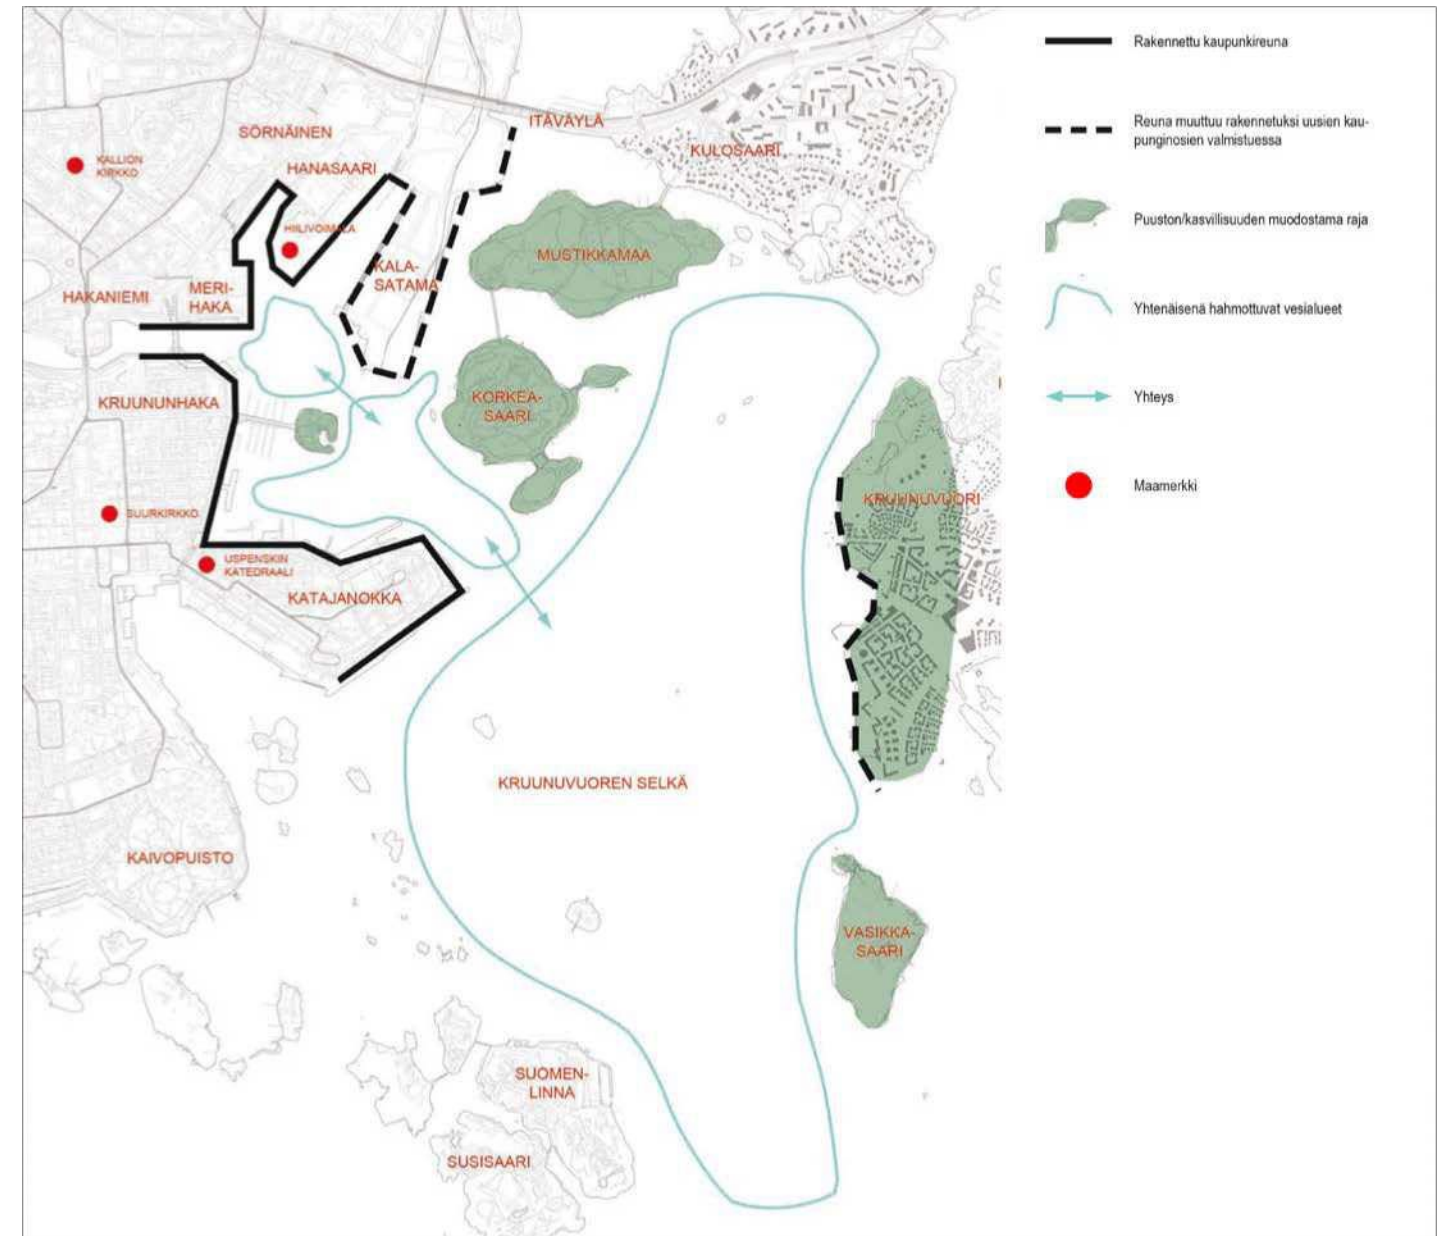 Rakennettu kaupunkireuna
Reuna muuttuu rakennetuksi uusien kau-
punginosien valmistuessa
Puuston/kasvillisuuden muodostama raja
Yhtenäisenä hahmottuvat vesialueet
Yhteys
Maamerkki
ITÄVÄYLÄ
SÖRNÄINEN
KULOSAARI
KALLION
KIRKKO
HANASAARI
HIILIVOIMALA
MUSTIKKAMAA
KALA-
SATAMA
HAKANIEMI
MERI-
HAKA
KRUUNUNHAKA
KORKEA-
SAARI
KRUUNUVUORI
SUURKIRKKO
USPENSKIN
KATEDRAALI
KATAJANOKKA
KRUUNUVUOREN SELKÄ
KAIVOPUISTO
VASIKKA-
SAARI
SUOMEN-
LINNA
SUSISAARI